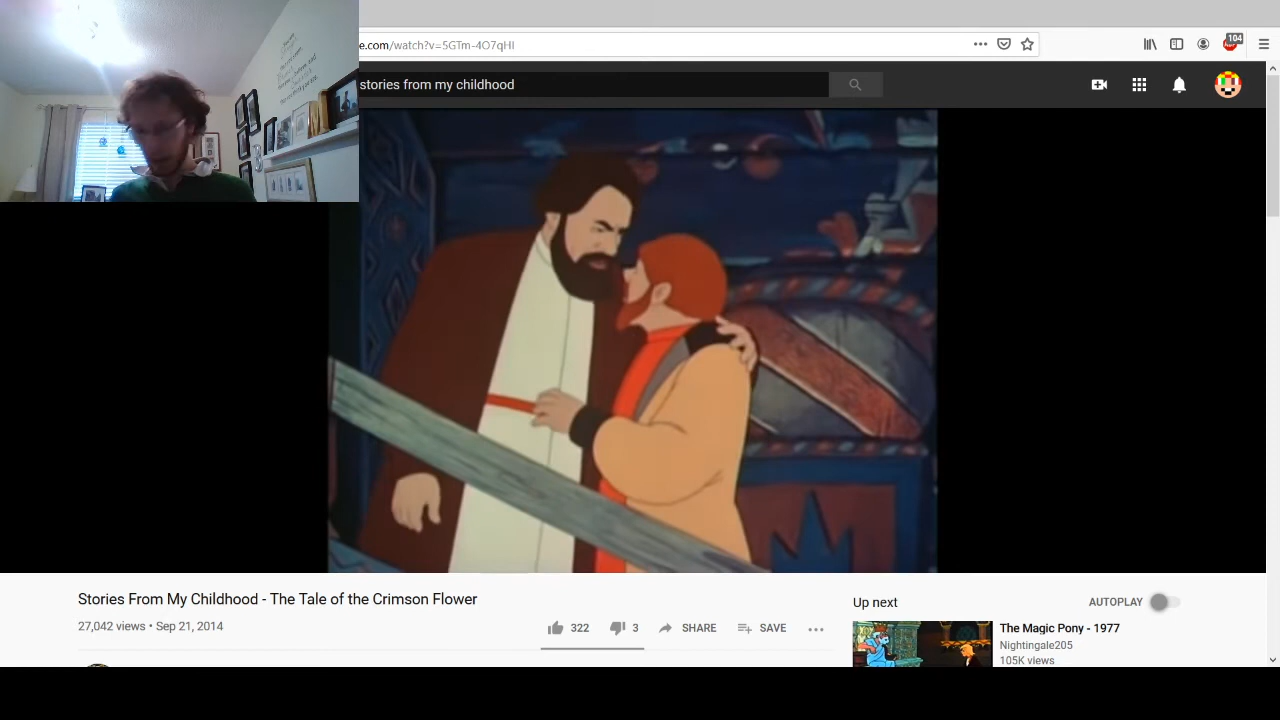 e.com/watch?v=5GTm-4O7qHI
104
stories from my childhood
Stories From My Childhood - The Tale of the Crimson Flower
27,042 views • Sep 21, 2014
322
3
SHARE
SAVE
Up next
AUTOPLAY
The Magic Pony - 1977
Nightingale205
105K views